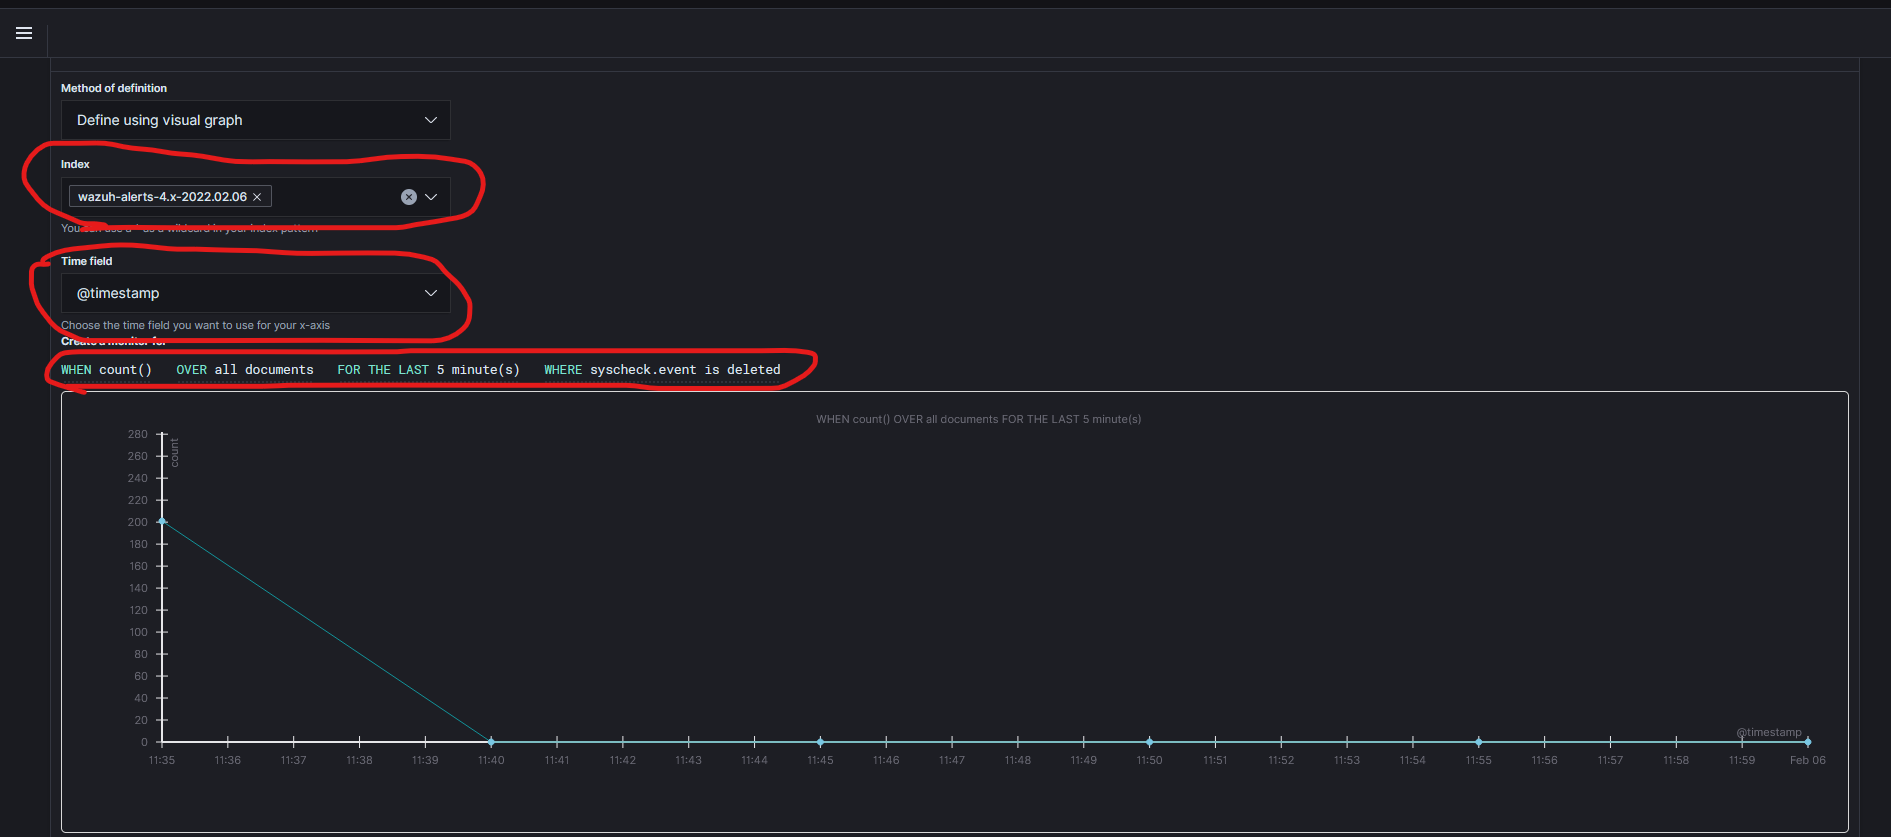 Method of definition
Define using visual graph
Index
wazuh-alerts-4.x-2022.02.06
You can use a * as a wildcard in your index pattern
Time field
@timestamp
Choose the time field you want to use for your x-axis
Create a monitor for
WHEN count() OVER all documents FOR THE LAST 5 minute(s) WHERE syscheck.event is deleted
WHEN count() OVER all documents FOR THE LAST 5 minute(s)
count
280
260
240
220
200
180
160
140
120
100
80
60
40
20
0
@timestamp
11:35 11:36 11:37 11:38 11:39 11:40 11:41 11:42 11:43 11:44 11:45 11:46 11:47 11:48 11:49 11:50 11:51 11:52 11:53 11:54 11:55 11:56 11:57 11:58 11:59 Feb 06